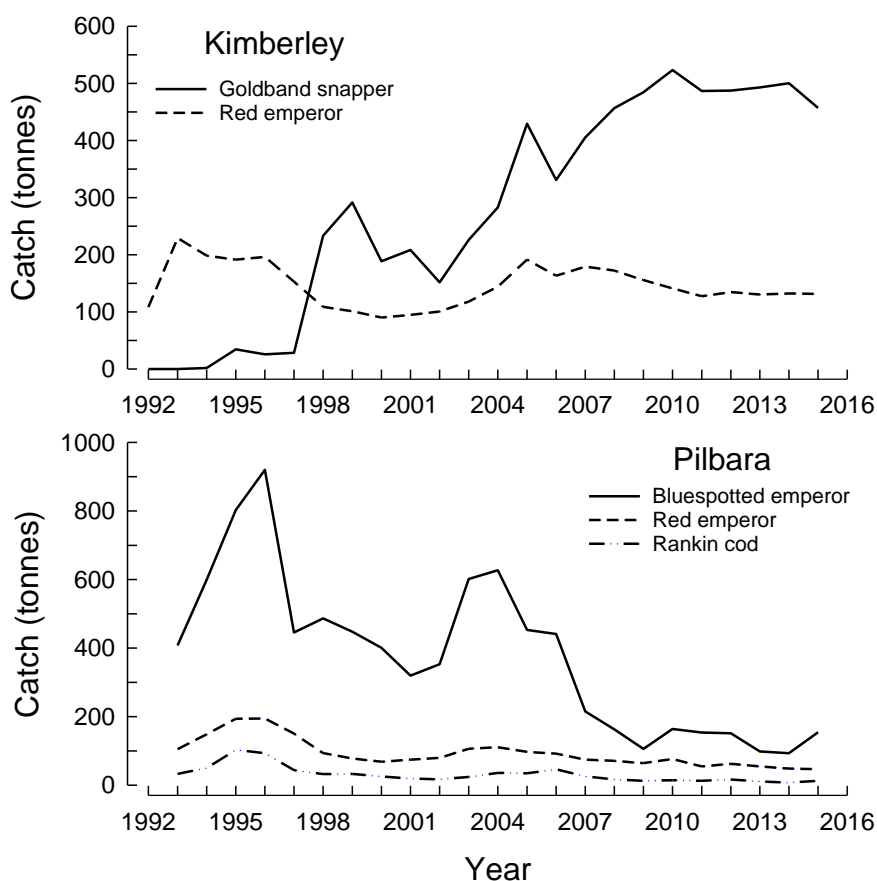 Kimberley
Goldband snapper
Red emperor
Catch (tonnes)
600
500
400
300
200
100
0
1992 1995 1998 2001 2004 2007 2010 2013 2016
Pilbara
Bluespotted emperor
Red emperor
Rankin cod
Catch (tonnes)
1000
800
600
400
200
0
1992 1995 1998 2001 2004 2007 2010 2013 2016
Year